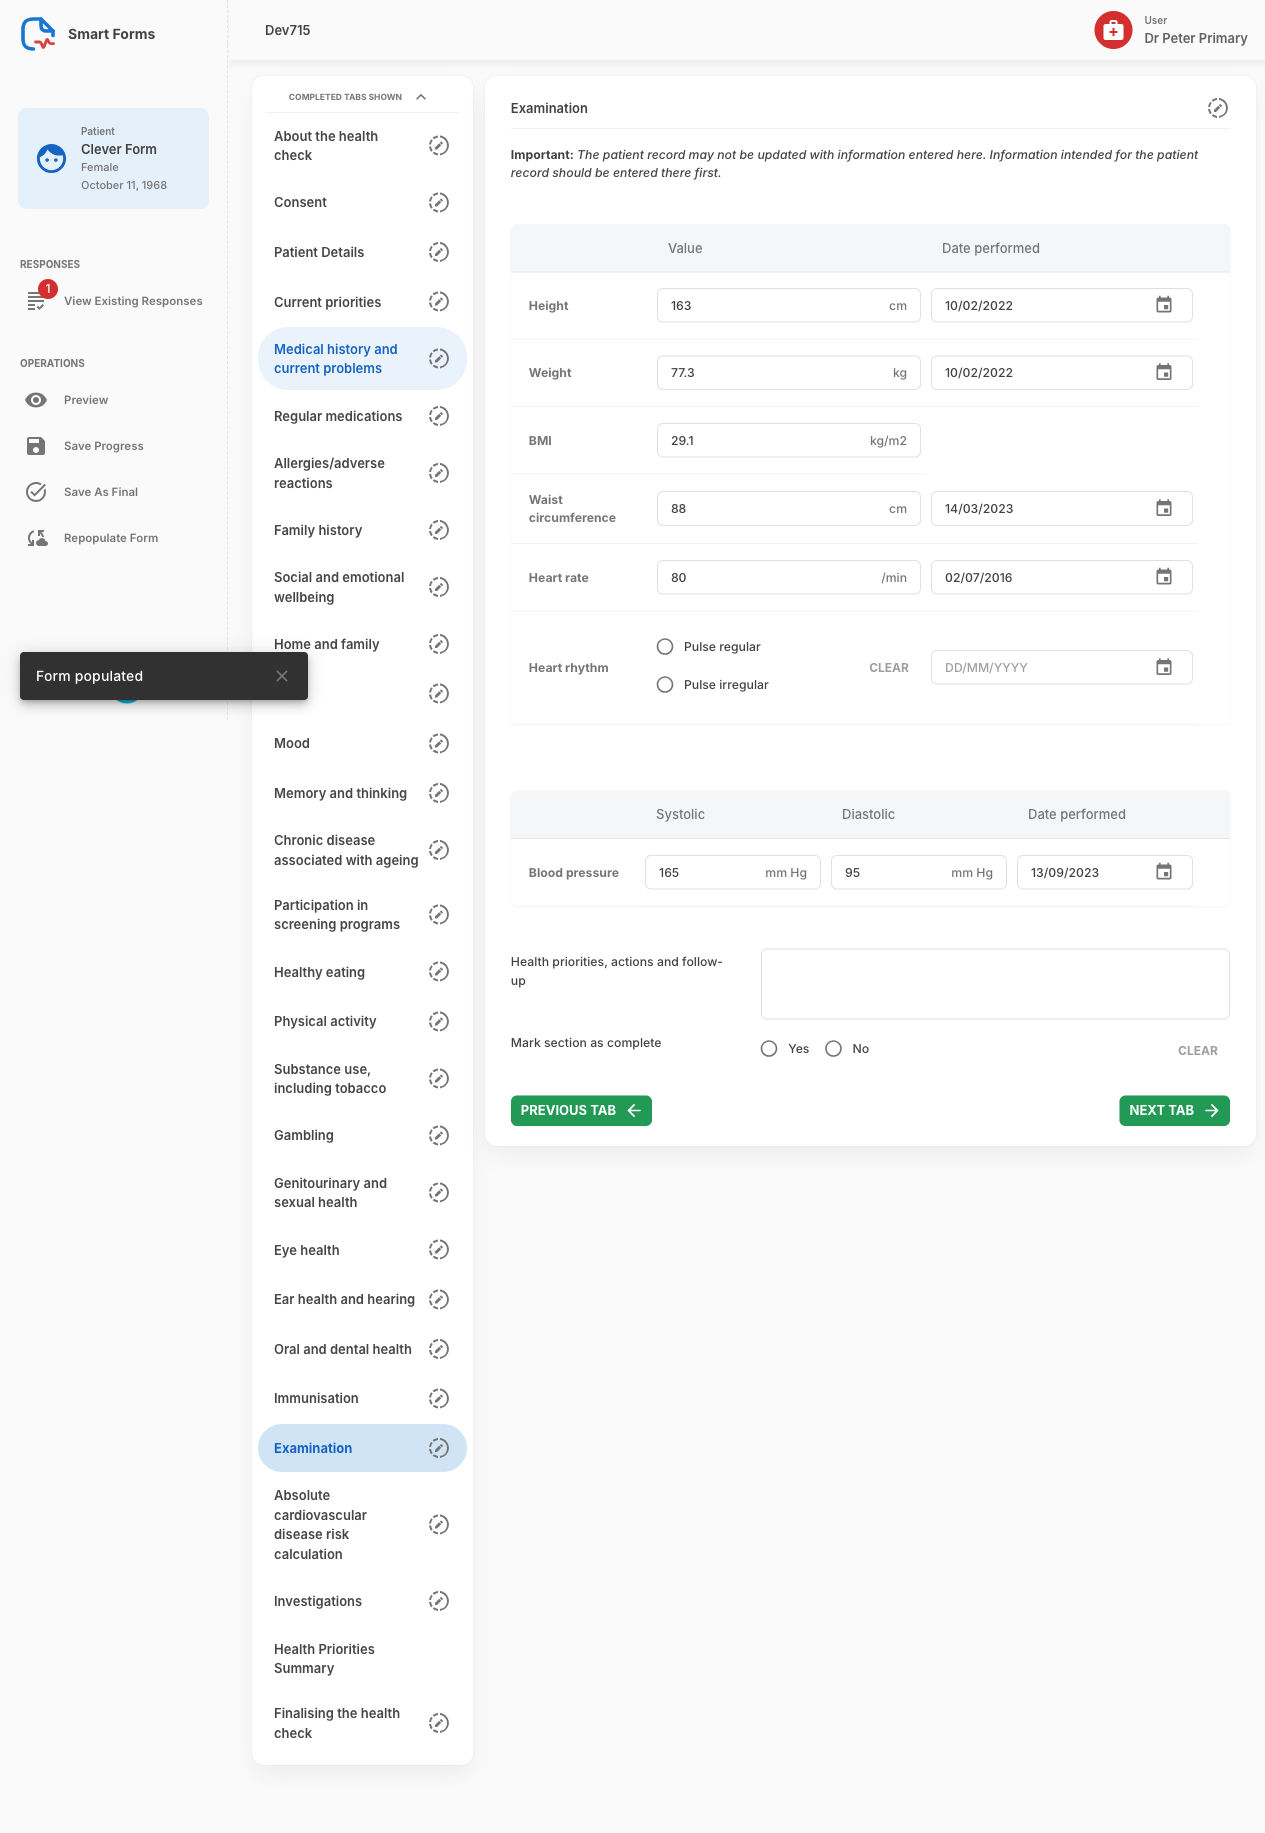 Smart Forms
Dev715
User
Dr Peter Primary
Patient
Clever Form
Female
October 11, 1968
RESPONSES
1
View Existing Responses
OPERATIONS
Preview
Save Progress
Save As Final
Repopulate Form
Form populated
COMPLETED TABS SHOWN
About the health
check
Consent
Patient Details
Current priorities
Medical history and
current problems
Regular medications
Allergies/adverse
reactions
Family history
Social and emotional
wellbeing
Home and family
Mood
Memory and thinking
Chronic disease
associated with ageing
Participation in
screening programs
Healthy eating
Physical activity
Substance use,
including tobacco
Gambling
Genitourinary and
sexual health
Eye health
Ear health and hearing
Oral and dental health
Immunisation
Examination
Absolute
cardiovascular
disease risk
calculation
Investigations
Health Priorities
Summary
Finalising the health
check
Examination
Important: The patient record may not be updated with information entered here. Information intended for the patient
record should be entered there first.
Value Date performed
Height 163 cm 10/02/2022
Weight 77.3 kg 10/02/2022
BMI 29.1 kg/m2
Waist
circumference 88 cm 14/03/2023
Heart rate 80 /min 02/07/2016
Pulse regular
Heart rhythm CLEAR DD/MM/YYYY
Pulse irregular
Systolic Diastolic Date performed
Blood pressure 165 mm Hg 95 mm Hg 13/09/2023
Health priorities, actions and follow-
up
Mark section as complete Yes No CLEAR
PREVIOUS TAB NEXT TAB